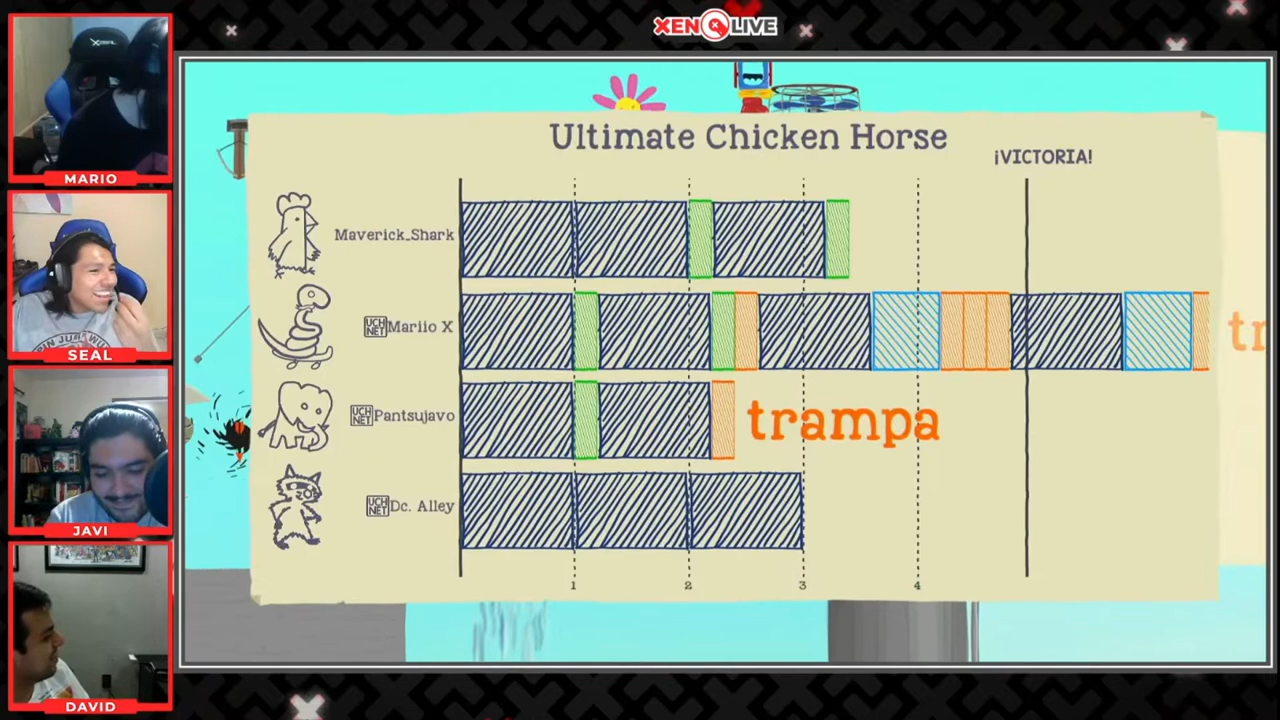 XENOLIVE
Ultimate Chicken Horse
¡VICTORIA!
Maverick_Shark
UCH NET Mariio X
tr
UCH NET Pantsujavo
trampa
UCH NET Dc. Alley
1 2 3 4
MARIO
SEAL
JAVI
DAVID